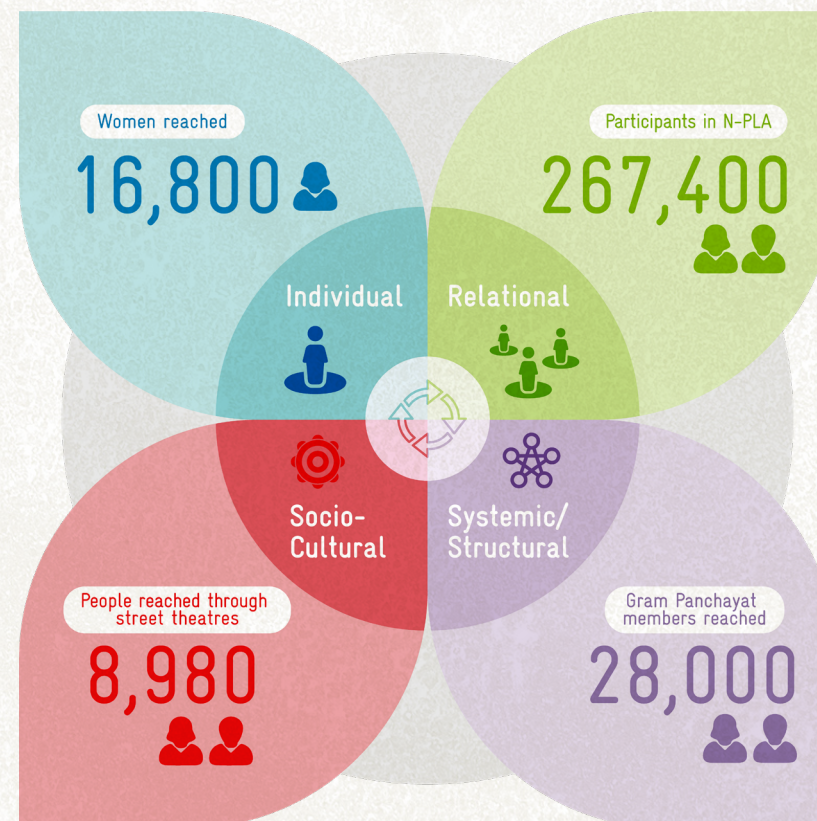 Women reached
16,800
Participants in N-PLA
267,400
Individual
Relational
Socio-
Cultural
Systemic/
Structural
People reached through
street theatres
8,980
Gram Panchayat
members reached
28,000